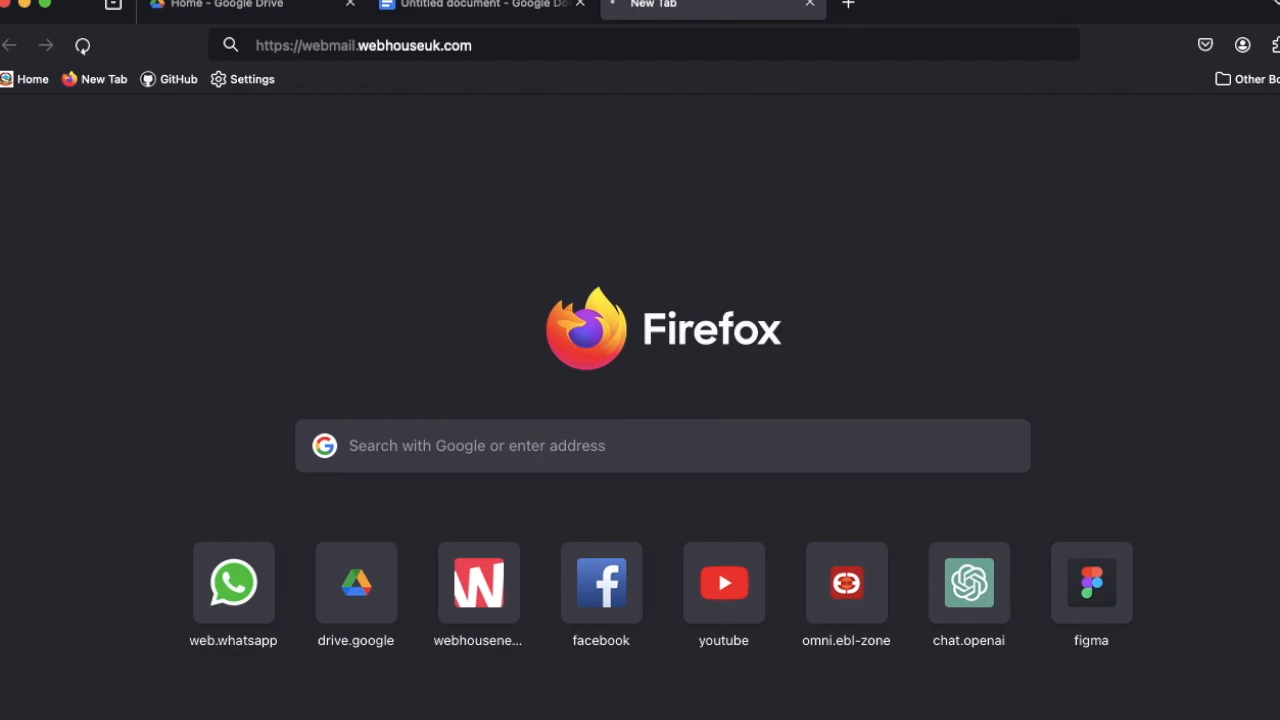 Home - Google Drive
Untitled document - Google Do
New Tab
https://webmail.webhouseuk.com
Home
New Tab
GitHub
Settings
Other Bo
Firefox
Search with Google or enter address
web.whatsapp
drive.google
webhousene...
facebook
youtube
omni.ebl-zone
chat.openai
figma